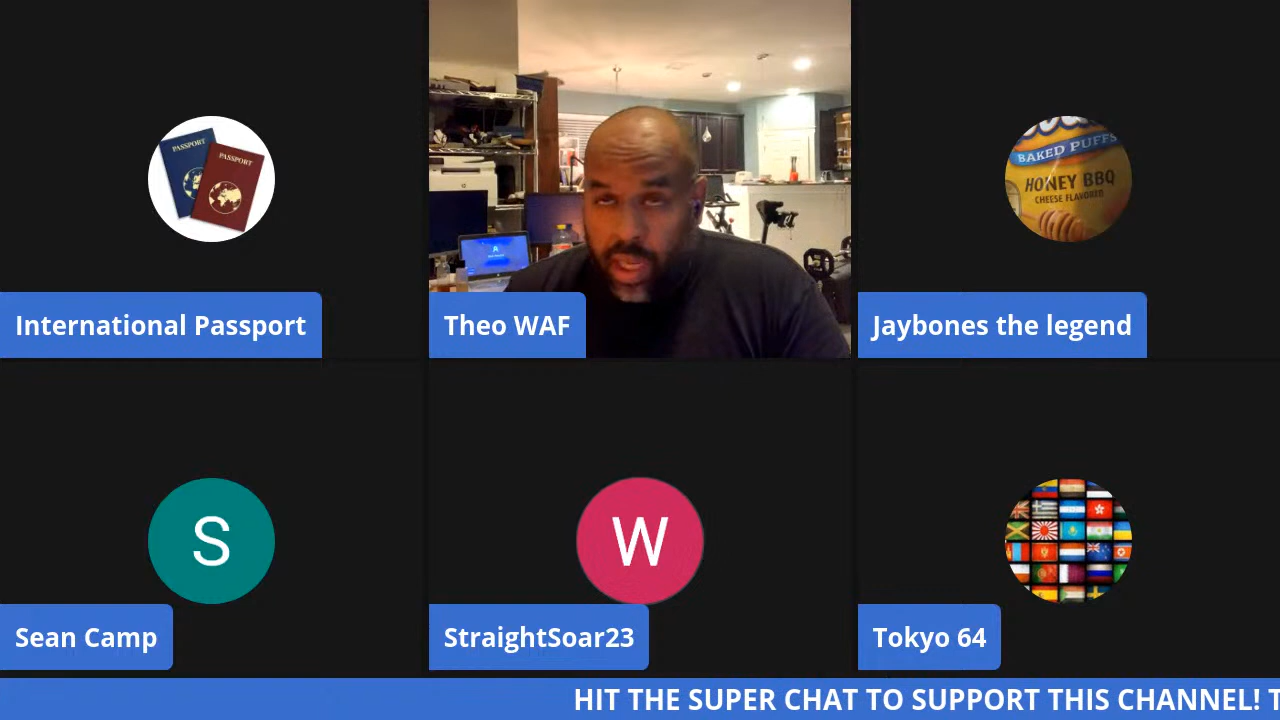 PASSPORT
PASSPORT
BAKED PUFFS
HONEY BBQ
CHEESE FLAVORED
International Passport
Theo WAF
Jaybones the legend
S
W
Sean Camp
StraightSoar23
Tokyo 64
HIT THE SUPER CHAT TO SUPPORT THIS CHANNEL! T